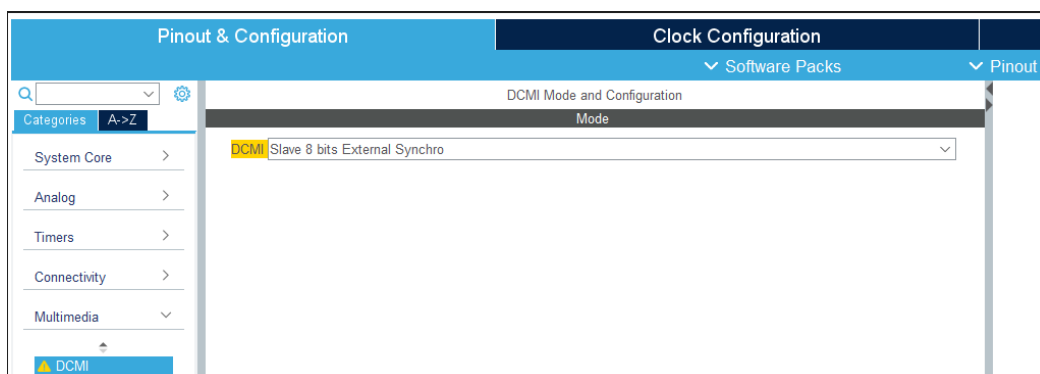 Pinout & Configuration
Clock Configuration
Software Packs
Pinout
Categories
A->Z
DCMI Mode and Configuration
Mode
DCMI Slave 8 bits External Synchro
System Core
Analog
Timers
Connectivity
Multimedia
DCMI